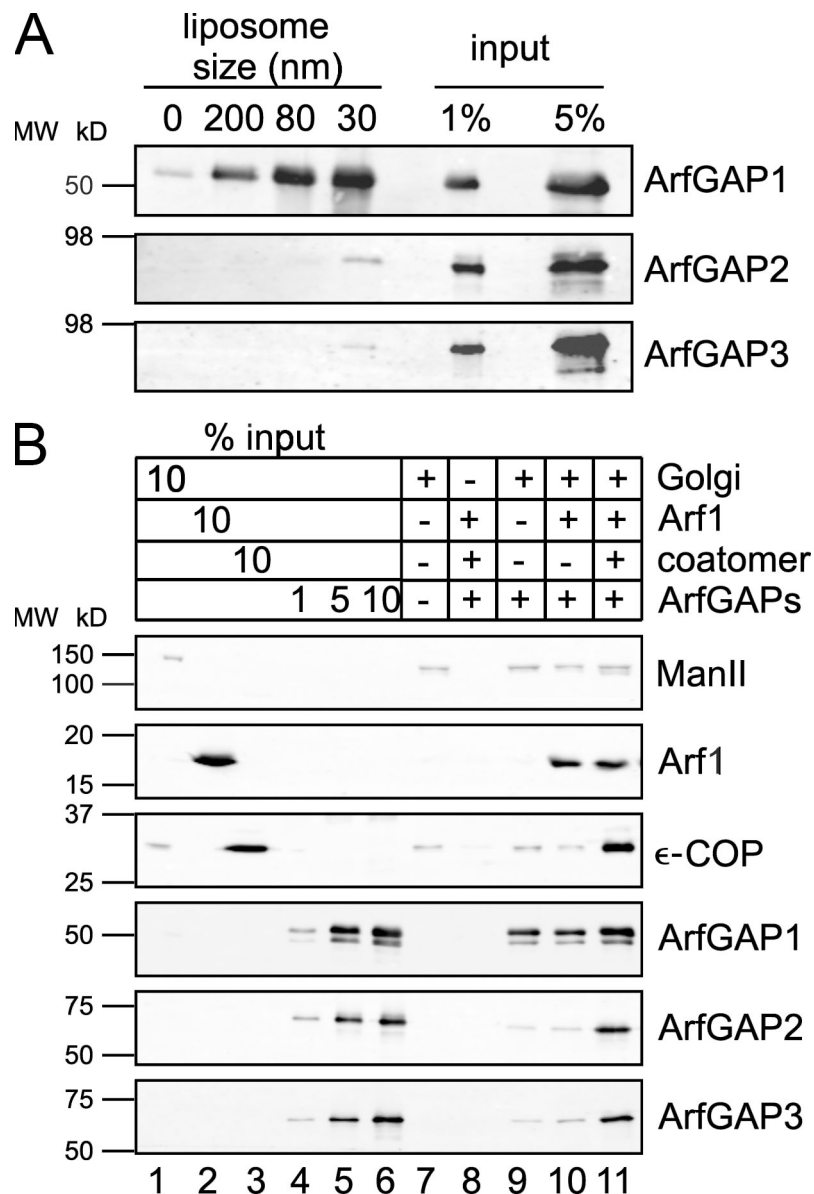 A
liposome
size (nm)
input
MW kD
0 200 80 30 1% 5%
50
ArfGAP1
98
ArfGAP2
98
ArfGAP3
B
% input
10 + - + + + Golgi
10 - + - + + Arf1
10 - + - - + coatomer
1 5 10 - + + + + ArfGAPs
MW kD
150
100
ManII
20
15
Arf1
37
25
ϵ-COP
50
ArfGAP1
75
50
ArfGAP2
75
50
ArfGAP3
1 2 3 4 5 6 7 8 9 10 11